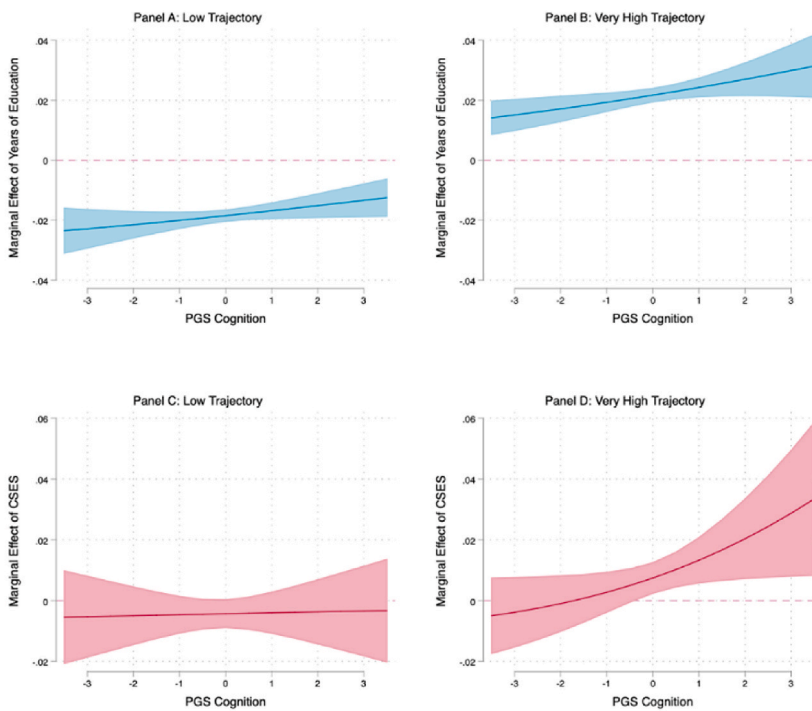 Panel A: Low Trajectory
Marginal Effect of Years of Education
.04
.02
0
-.02
-.04
-3 -2 -1 0 1 2 3
PGS Cognition
Panel B: Very High Trajectory
Marginal Effect of Years of Education
.04
.02
0
-.02
-.04
-3 -2 -1 0 1 2 3
PGS Cognition
Panel C: Low Trajectory
Marginal Effect of CSES
.06
.04
.02
0
-.02
-3 -2 -1 0 1 2 3
PGS Cognition
Panel D: Very High Trajectory
Marginal Effect of CSES
.06
.04
.02
0
-.02
-3 -2 -1 0 1 2 3
PGS Cognition